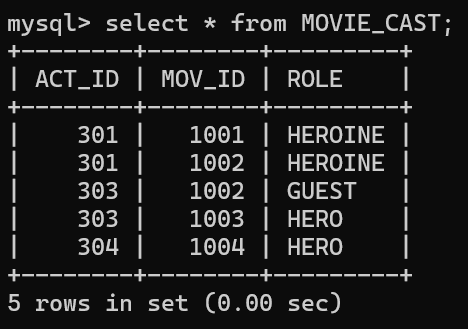 mysql> select * from MOVIE_CAST;
+--------+--------+---------+
| ACT_ID | MOV_ID | ROLE    |
+--------+--------+---------+
|    301 |   1001 | HEROINE |
|    301 |   1002 | HEROINE |
|    303 |   1002 | GUEST   |
|    303 |   1003 | HERO    |
|    304 |   1004 | HERO    |
+--------+--------+---------+
5 rows in set (0.00 sec)